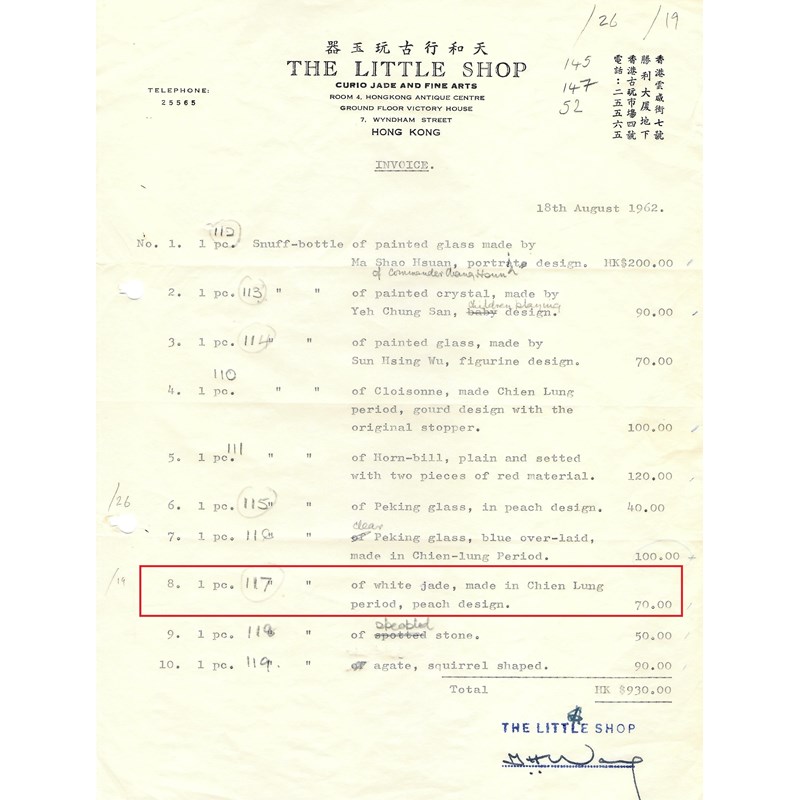 /26 /19
天和行古玩玉器
THE LITTLE SHOP
CURIO JADE AND FINE ARTS
ROOM 4, HONGKONG ANTIQUE CENTRE
GROUND FLOOR VICTORY HOUSE
7, WYNDHAM STREET
HONG KONG
TELEPHONE:
25565
145
147
52
香港雲咸街七號
勝利大廈地下
香港古玩市場四號
電話：二五五六五
INVOICE.
18th August 1962.
112
No. 1. 1 pc. Snuff-bottle of painted glass made by
Ma Shao Hsuan, portraits design. HK$200.00
of Commander
2. 1 pc. 113 " " of painted crystal, made by
children playing
Yeh Chung San, baby design. 90.00
3. 1 pc. 114 " " of painted glass, made by
Sun Hsing Wu, figurine design. 70.00
110
4. 1 pc. " " of Cloisonne, made Chien Lung
period, gourd design with the
original stopper. 100.00
111
5. 1 pc. " " of Horn-bill, plain and setted
with two pieces of red material. 120.00
/26
6. 1 pc. 115 " " of Peking glass, in peach design. 40.00
clear
7. 1 pc. " of Peking glass, blue over-laid,
made in Chien-lung Period. 100.00
/19
8. 1 pc. 117 " " of white jade, made in Chien Lung
period, peach design. 70.00
9. 1 pc. 118 " of spotted stone. 50.00
10. 1 pc. 119. " of agate, squirrel shaped. 90.00
Total HK $930.00
THE LITTLE SHOP